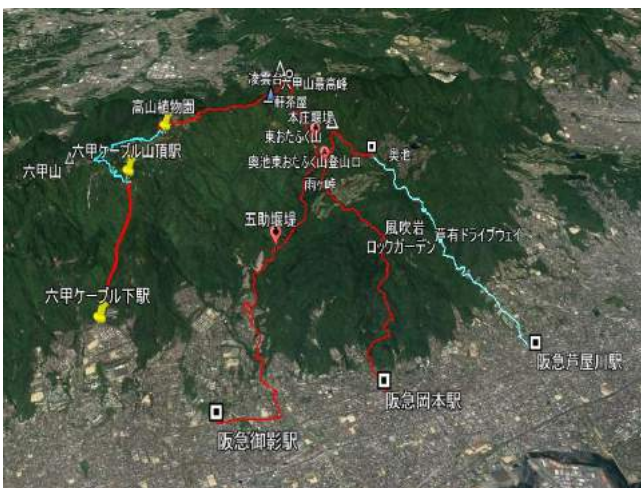 凌雲台
六甲山最高峰
一軒茶屋
高山植物園
本庄堰堤
東おたふく山
六甲ケーブル山頂駅
奥池
六甲山
奥池東おたふく山登山口
雨ヶ峠
五助堰堤
風吹岩
ロックガーデン
芦有ドライブウェイ
六甲ケーブル下駅
阪急芦屋川駅
阪急岡本駅
阪急御影駅